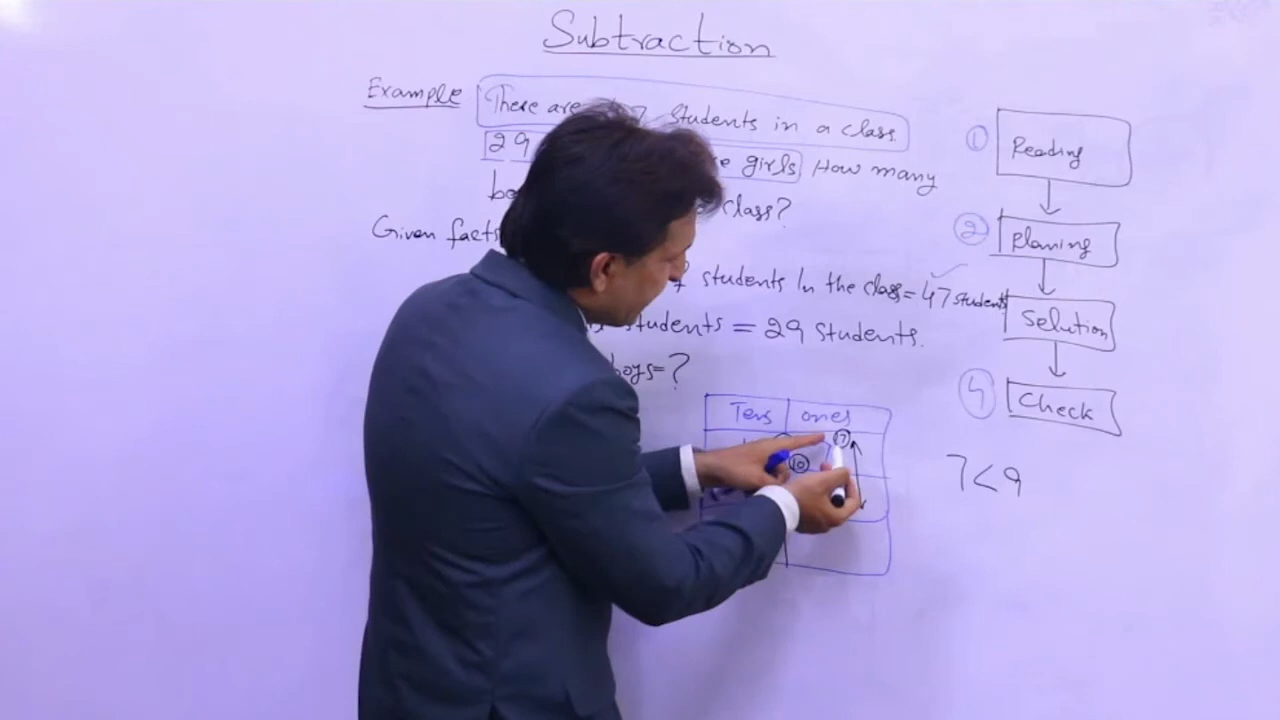 Subtraction
Example There are 7 students in a class.
29 girls How many
class?
Given facts
students In the class = 47 students
students = 29 students.
boys = ?
Tens ones
17
10
① Reading
② Planing
Solution
④ Check
7<9